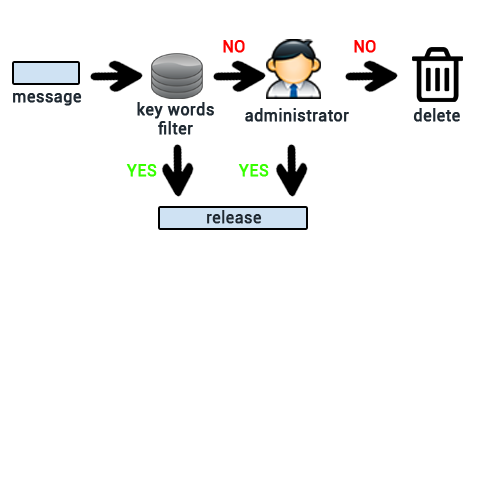 NO
NO
message
key words
filter
administrator
delete
YES
YES
release